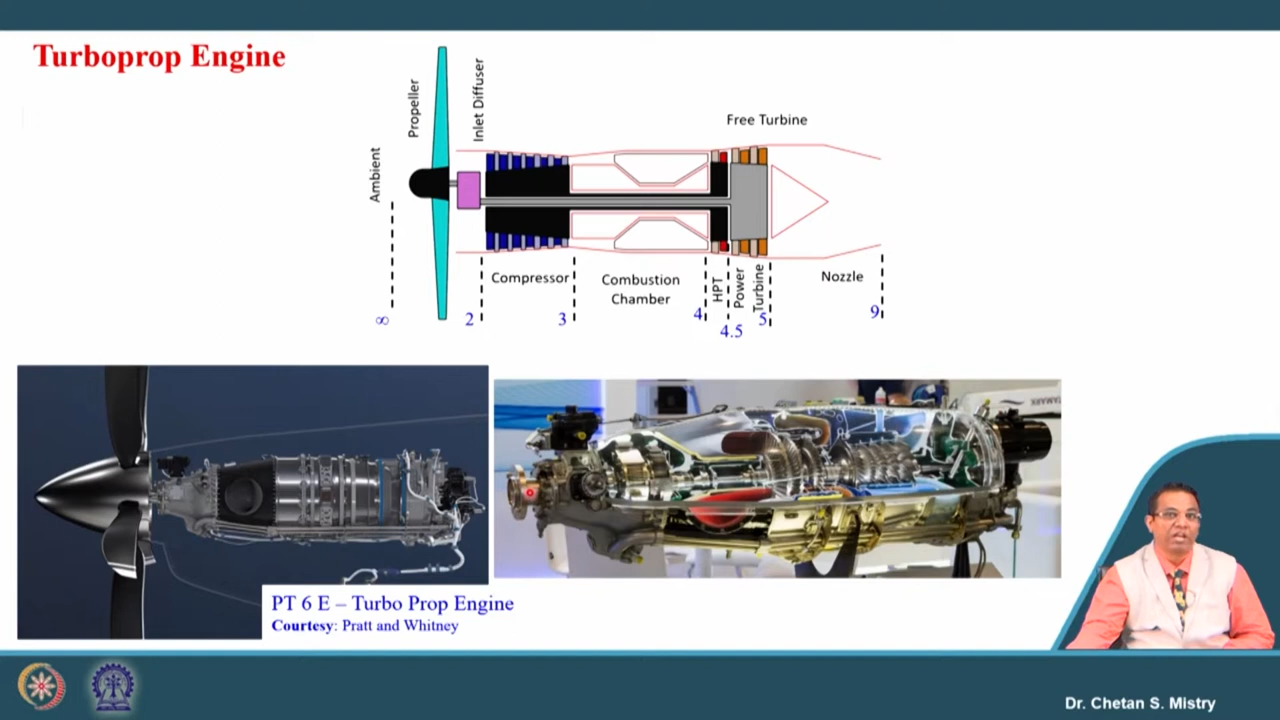 Turboprop Engine
Ambient
Propeller
Inlet Diffuser
Free Turbine
Compressor
Combustion
Chamber
HPT
Power
Turbine
Nozzle
∞
2
3
4
4.5
5
9
PT 6 E – Turbo Prop Engine
Courtesy: Pratt and Whitney
Dr. Chetan S. Mistry